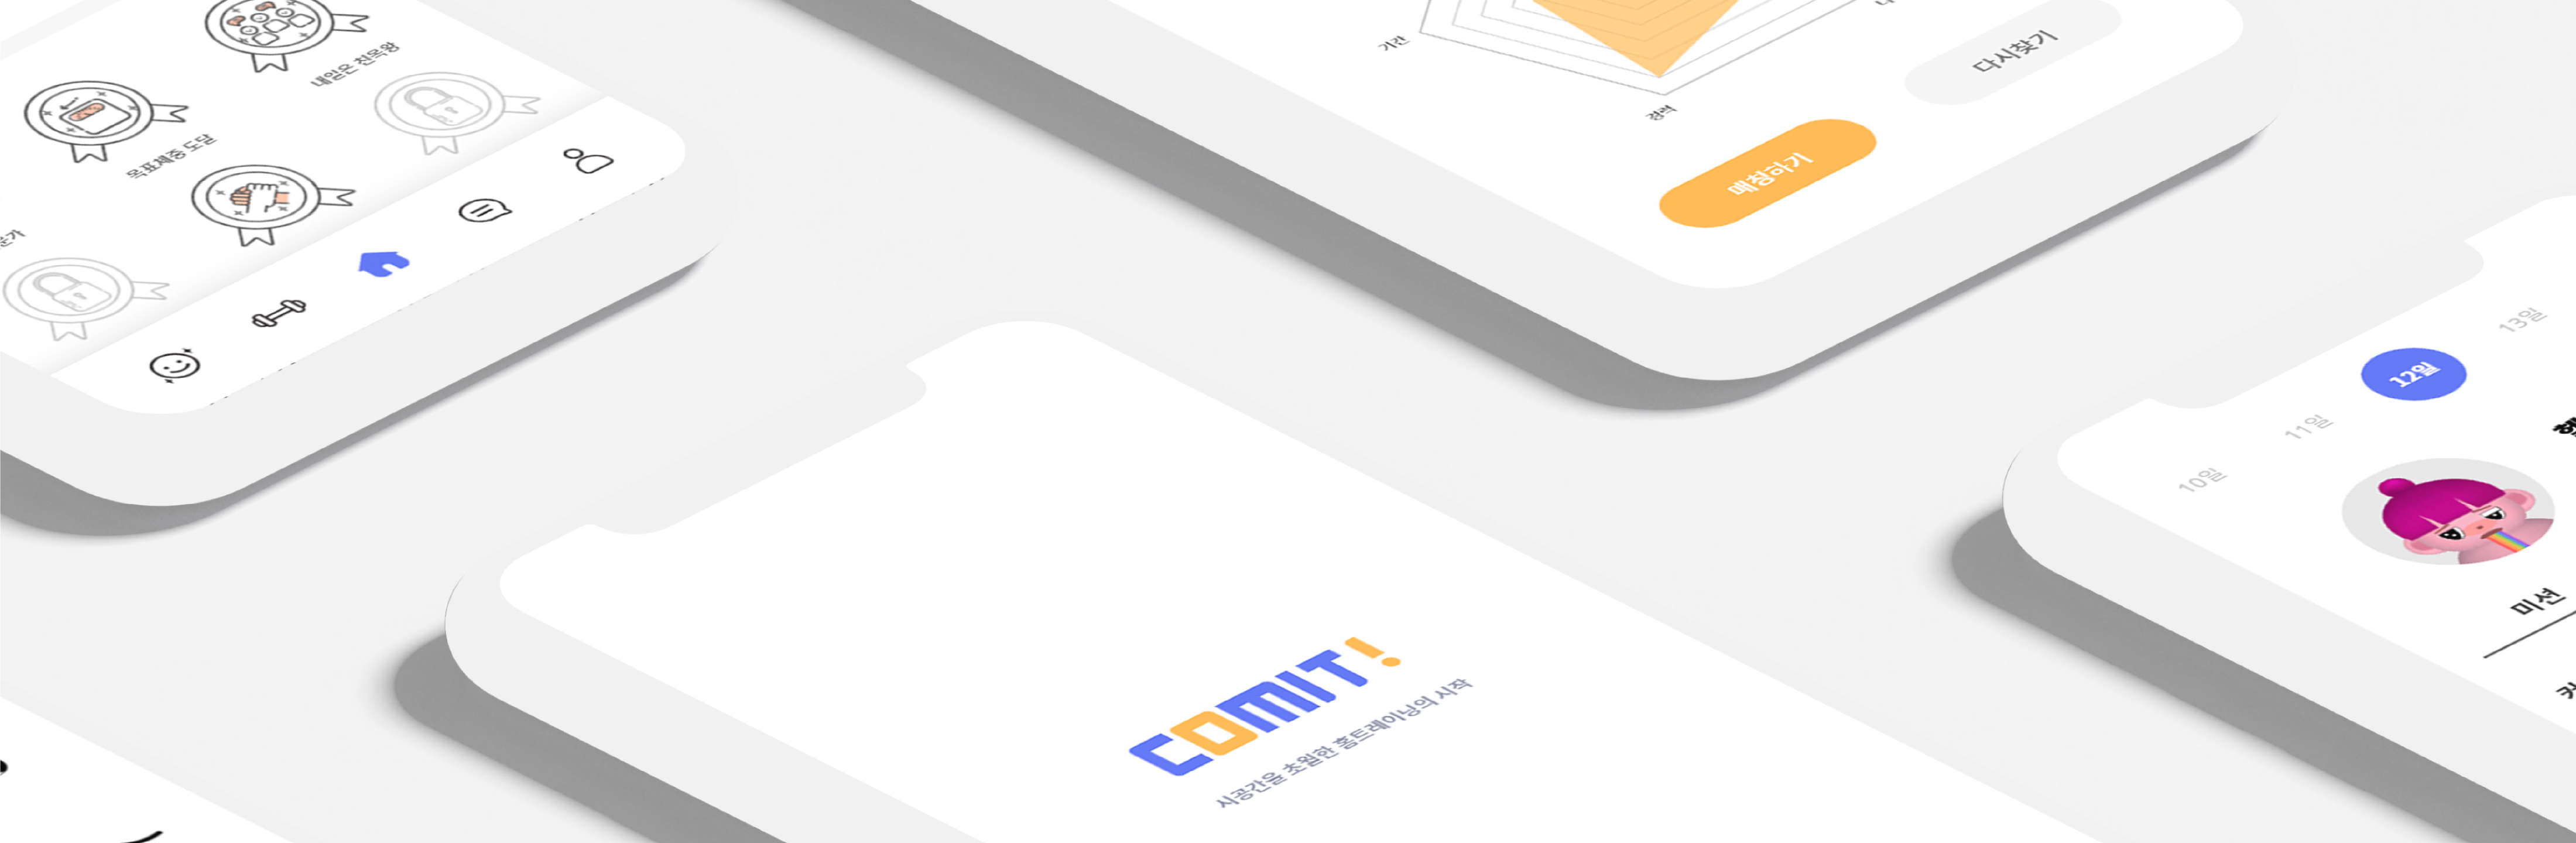 내일은 친목왕
목표체중 도달
기간
경력
다시찾기
매칭하기
COMIT!
시공간을 초월한 홈트레이닝의 시작
10일
11일
12일
13일
미션